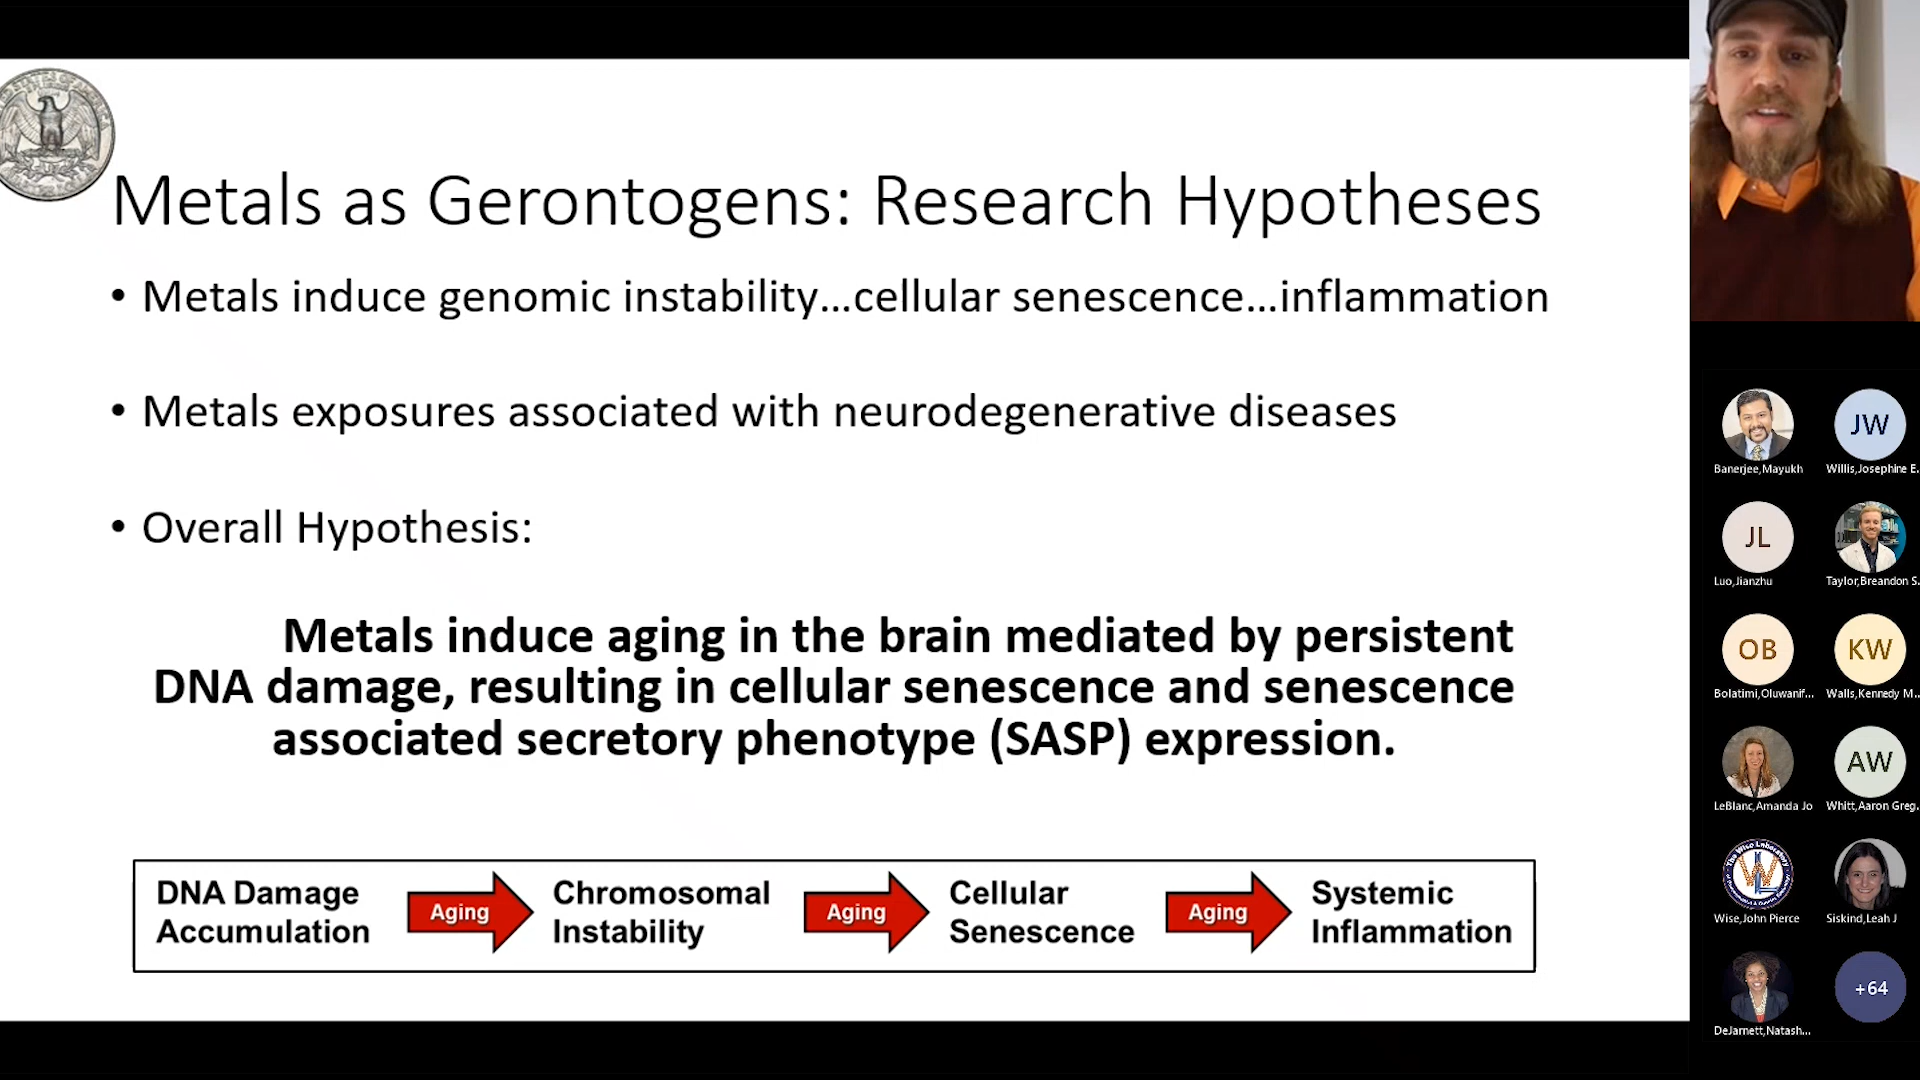 Metals as Gerontogens: Research Hypotheses
• Metals induce genomic instability...cellular senescence...inflammation
• Metals exposures associated with neurodegenerative diseases
• Overall Hypothesis:
Metals induce aging in the brain mediated by persistent
DNA damage, resulting in cellular senescence and senescence
associated secretory phenotype (SASP) expression.
DNA Damage
Accumulation
Aging
Chromosomal
Instability
Aging
Cellular
Senescence
Aging
Systemic
Inflammation
Banerjee,Mayukh
JW
Willis,Josephine E.
JL
Luo,Jianzhu
Taylor,Breandon S.
OB
Bolatimi,Oluwanif...
KW
Walls,Kennedy M...
LeBlanc,Amanda Jo
AW
Whitt,Aaron Greg.
The Wise Laboratory
Wise,John Pierce
Siskind,Leah J
DeJarnett,Natash...
+64